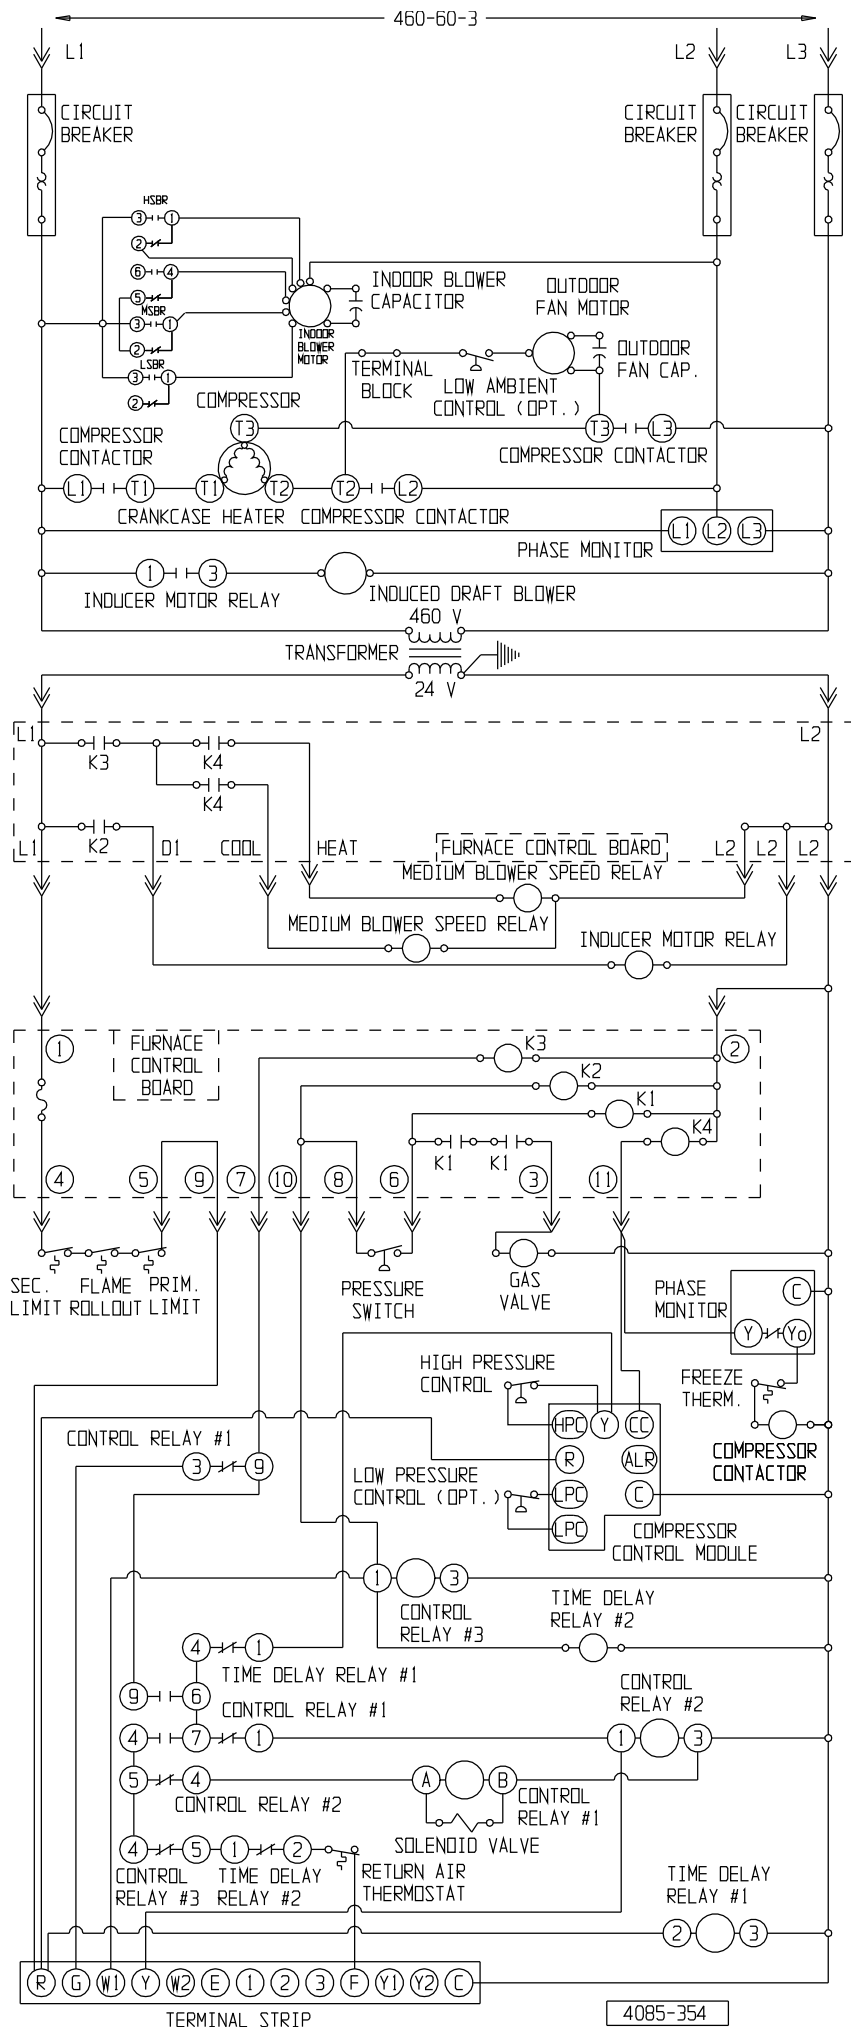 460-60-3
L1
L2
L3
CIRCUIT
BREAKER
CIRCUIT
BREAKER
CIRCUIT
BREAKER
HSBR
3 1
2
6 4
5
MSBR
3 1
2
LSBR
3 1
2
INDOOR
BLOWER
MOTOR
INDOOR BLOWER
CAPACITOR
OUTDOOR
FAN MOTOR
OUTDOOR
FAN CAP.
TERMINAL
BLOCK
LOW AMBIENT
CONTROL (OPT.)
COMPRESSOR
T3
T3 L3
COMPRESSOR CONTACTOR
COMPRESSOR
CONTACTOR
L1 T1 T1 T2 T2 L2
CRANKCASE HEATER
COMPRESSOR CONTACTOR
L1 L2 L3
PHASE MONITOR
1 3
INDUCER MOTOR RELAY
INDUCED DRAFT BLOWER
460 V
TRANSFORMER
24 V
L1
L2
K3
K4
K4
K2
L1
D1
COOL
HEAT
FURNACE CONTROL BOARD
L2
L2
L2
MEDIUM BLOWER SPEED RELAY
MEDIUM BLOWER SPEED RELAY
INDUCER MOTOR RELAY
1
FURNACE
CONTROL
BOARD
K3
2
K2
K1
K4
K1
K1
4 5 9 7 10 8 6 3 11
SEC.
LIMIT
FLAME
ROLLOUT
PRIM.
LIMIT
PRESSURE
SWITCH
GAS
VALVE
PHASE
MONITOR
C
Y Yo
HIGH PRESSURE
CONTROL
FREEZE
THERM.
HPC Y CC
COMPRESSOR
CONTACTOR
CONTROL RELAY #1
3 9
R ALR
LOW PRESSURE
CONTROL (OPT.)
LPC C
LPC
COMPRESSOR
CONTROL MODULE
1 3
CONTROL
RELAY #3
TIME DELAY
RELAY #2
4 1
TIME DELAY RELAY #1
9 6
CONTROL RELAY #1
CONTROL
RELAY #2
4 7 1
1 3
5 4
A B
CONTROL RELAY #2
CONTROL
RELAY #1
SOLENOID VALVE
4 5 1 2
CONTROL
RELAY #3
TIME DELAY
RELAY #2
RETURN AIR
THERMOSTAT
TIME DELAY
RELAY #1
2 3
R G W1 Y W2 E 1 2 3 F Y1 Y2 C
TERMINAL STRIP
4085-354